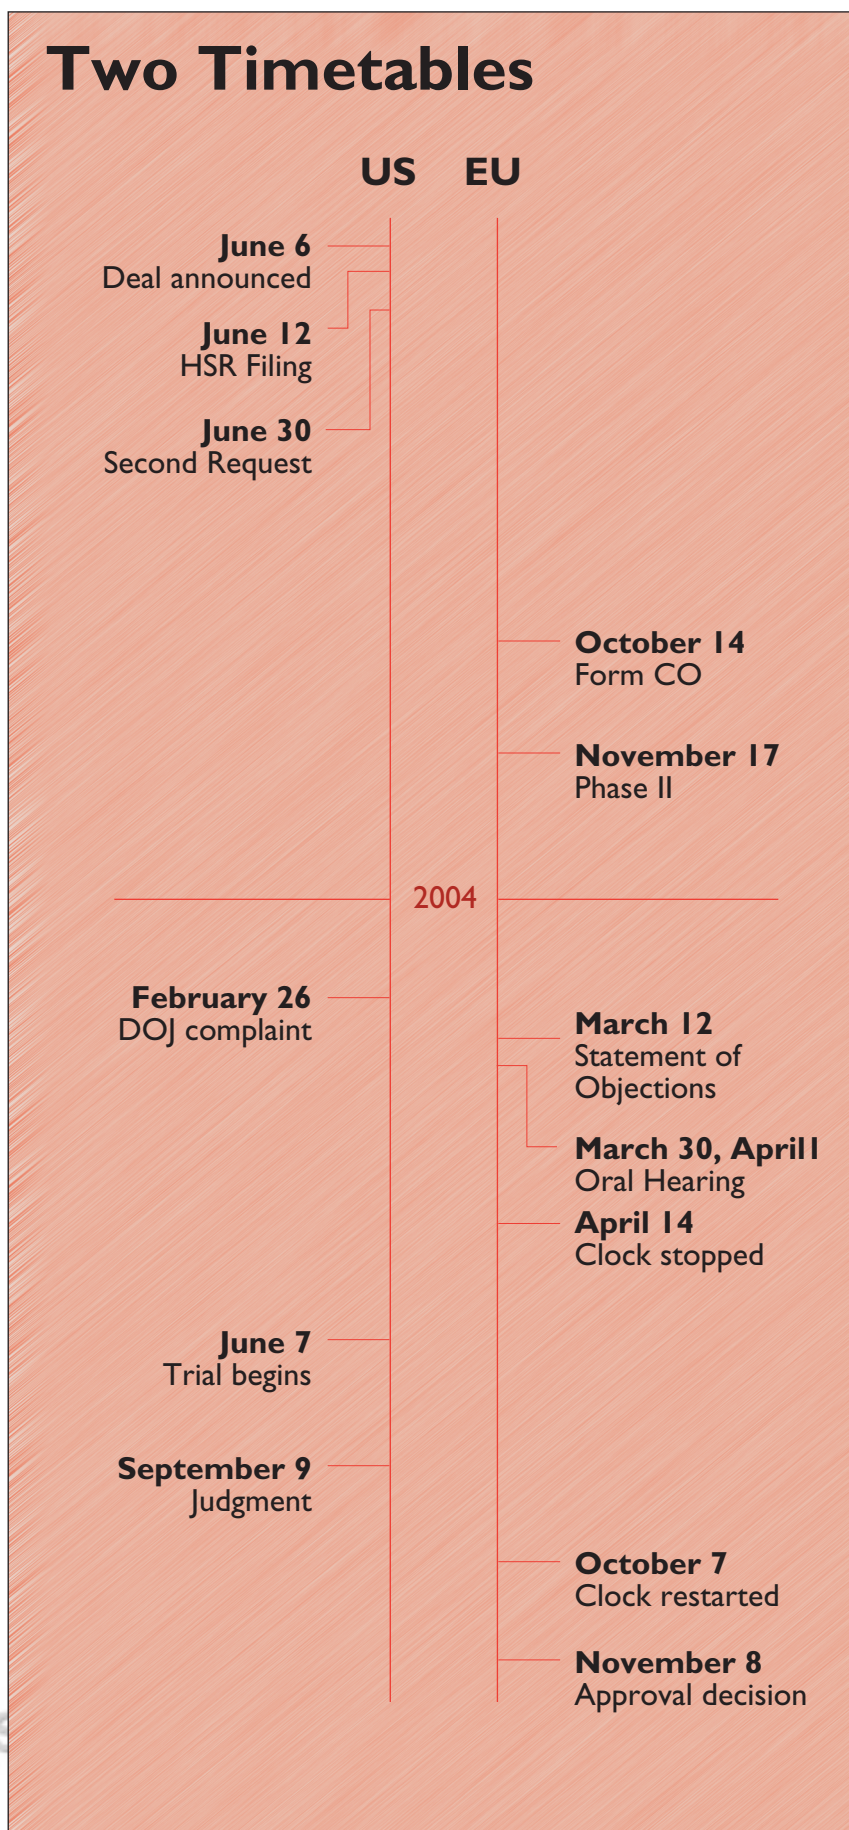 Two Timetables
US EU
June 6
Deal announced
June 12
HSR Filing
June 30
Second Request
October 14
Form CO
November 17
Phase II
2004
February 26
DOJ complaint
March 12
Statement of
Objections
March 30, April1
Oral Hearing
April 14
Clock stopped
June 7
Trial begins
September 9
Judgment
October 7
Clock restarted
November 8
Approval decision